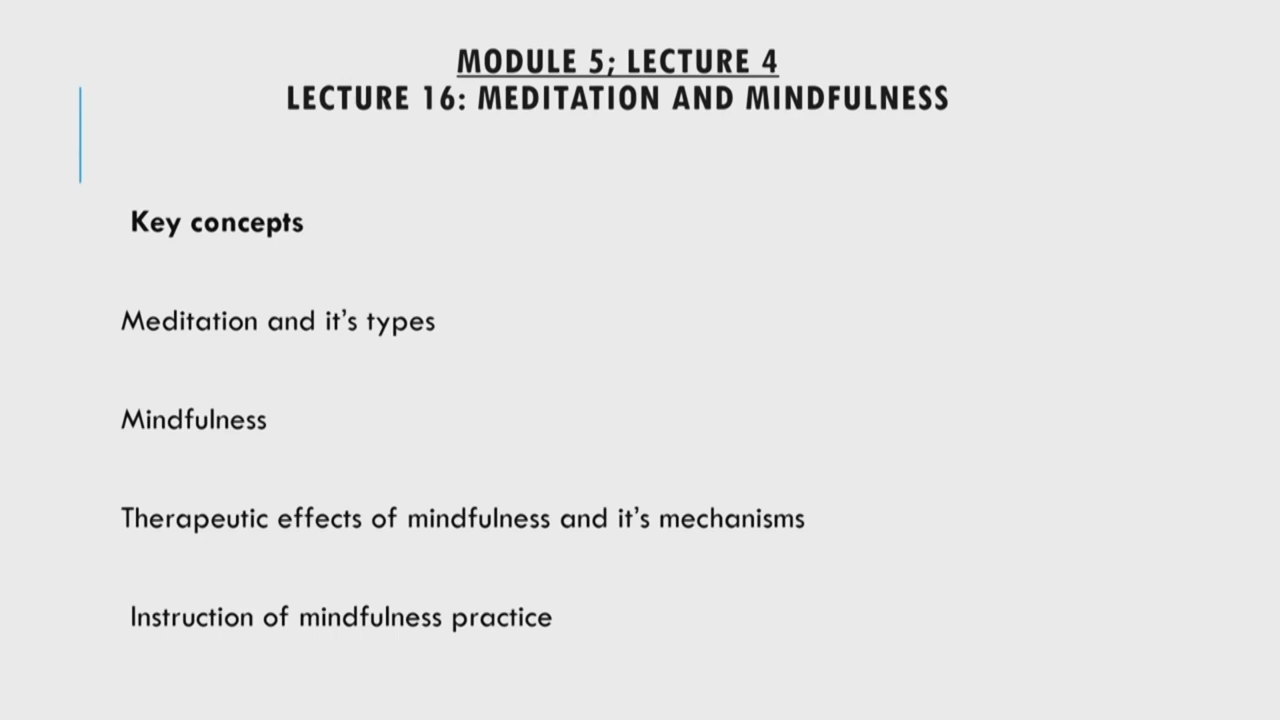 MODULE 5; LECTURE 4
LECTURE 16: MEDITATION AND MINDFULNESS
Key concepts
Meditation and it’s types
Mindfulness
Therapeutic effects of mindfulness and it’s mechanisms
Instruction of mindfulness practice